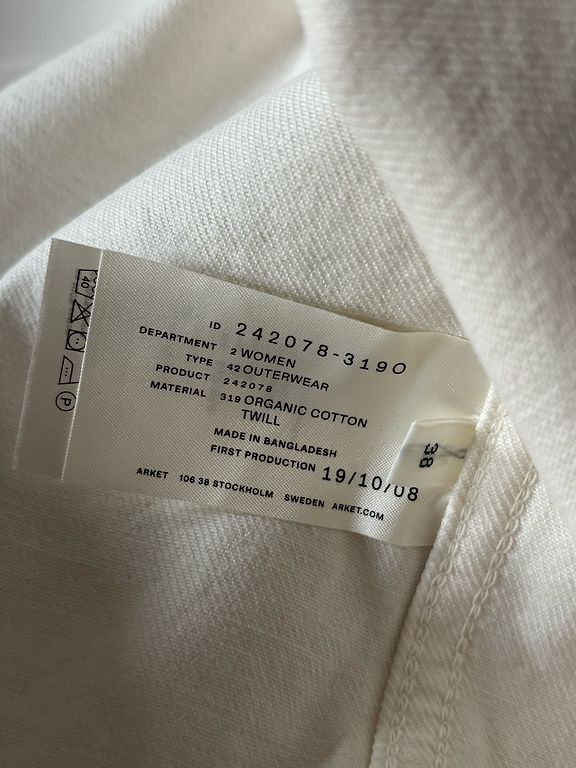 ID 242078-3190
DEPARTMENT 2 WOMEN
TYPE 42 OUTERWEAR
PRODUCT 242078
MATERIAL 319 ORGANIC COTTON
TWILL
MADE IN BANGLADESH
FIRST PRODUCTION 19/10/08
ARKET 106 38 STOCKHOLM SWEDEN ARKET.COM
38
40
P